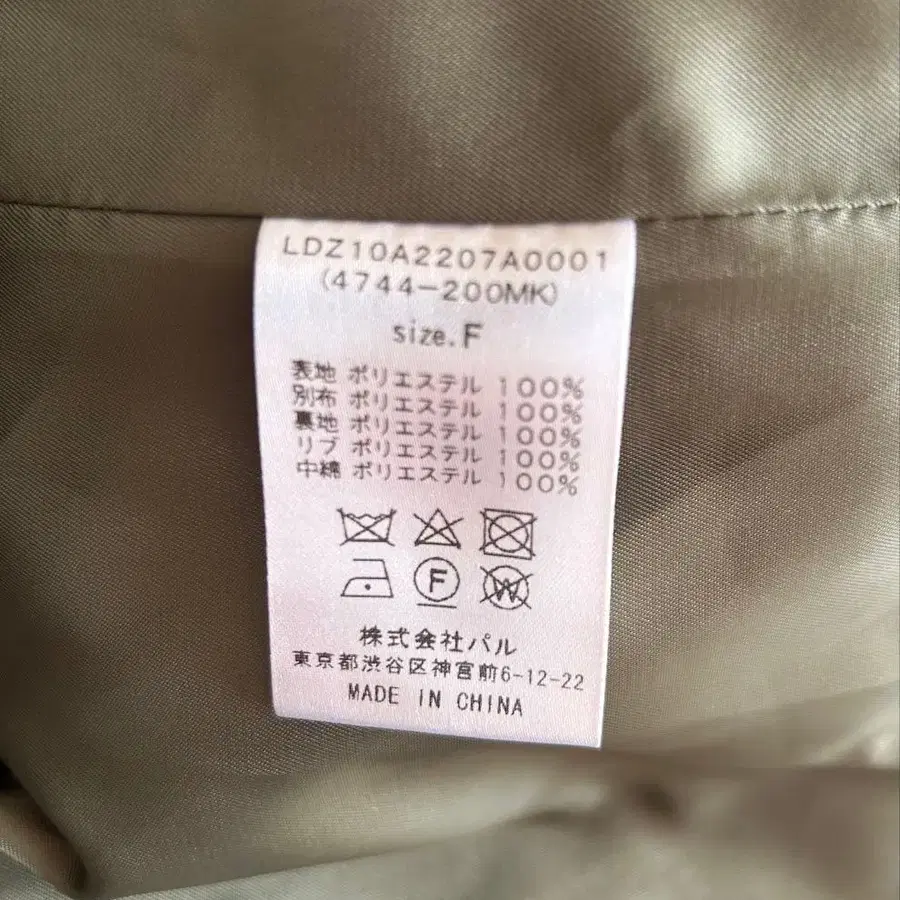 LDZ10A2207A0001
(4744-200MK)
size.F
表地 ポリエステル 100%
別布 ポリエステル 100%
裏地 ポリエステル 100%
リブ ポリエステル 100%
中綿 ポリエステル 100%
F W
株式会社パル
東京都渋谷区神宮前6-12-22
MADE IN CHINA